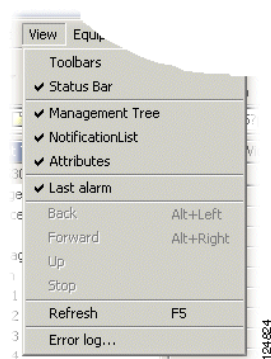 View Equip
Toolbars
✔ Status Bar
✔ Management Tree
✔ NotificationList
✔ Attributes
✔ Last alarm
Back Alt+Left
Forward Alt+Right
Up
Stop
Refresh F5
Error log...
124824